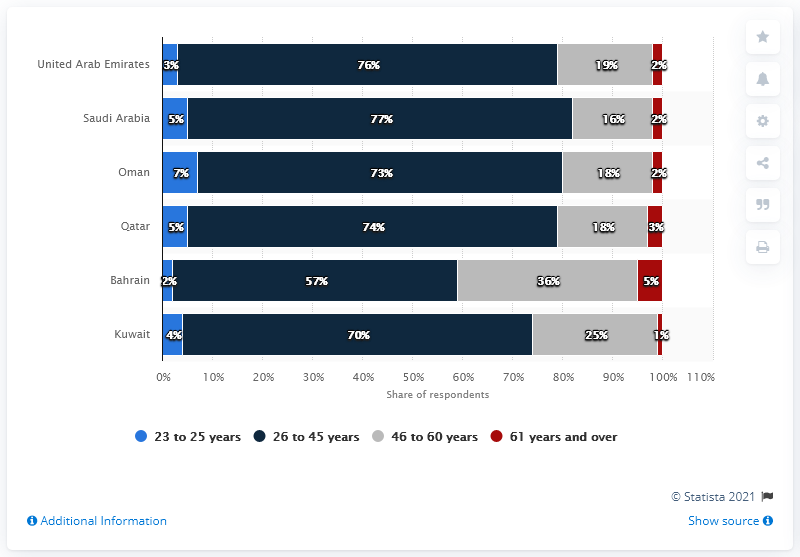 United Arab Emirates 3% 76% 19% 2%
Saudi Arabia 5% 77% 16% 2%
Oman 7% 73% 18% 2%
Qatar 5% 74% 18% 3%
Bahrain 2% 57% 36% 5%
Kuwait 4% 70% 25% 1%
0% 10% 20% 30% 40% 50% 60% 70% 80% 90% 100% 110%
Share of respondents
23 to 25 years 26 to 45 years 46 to 60 years 61 years and over
© Statista 2021
Additional Information Show source